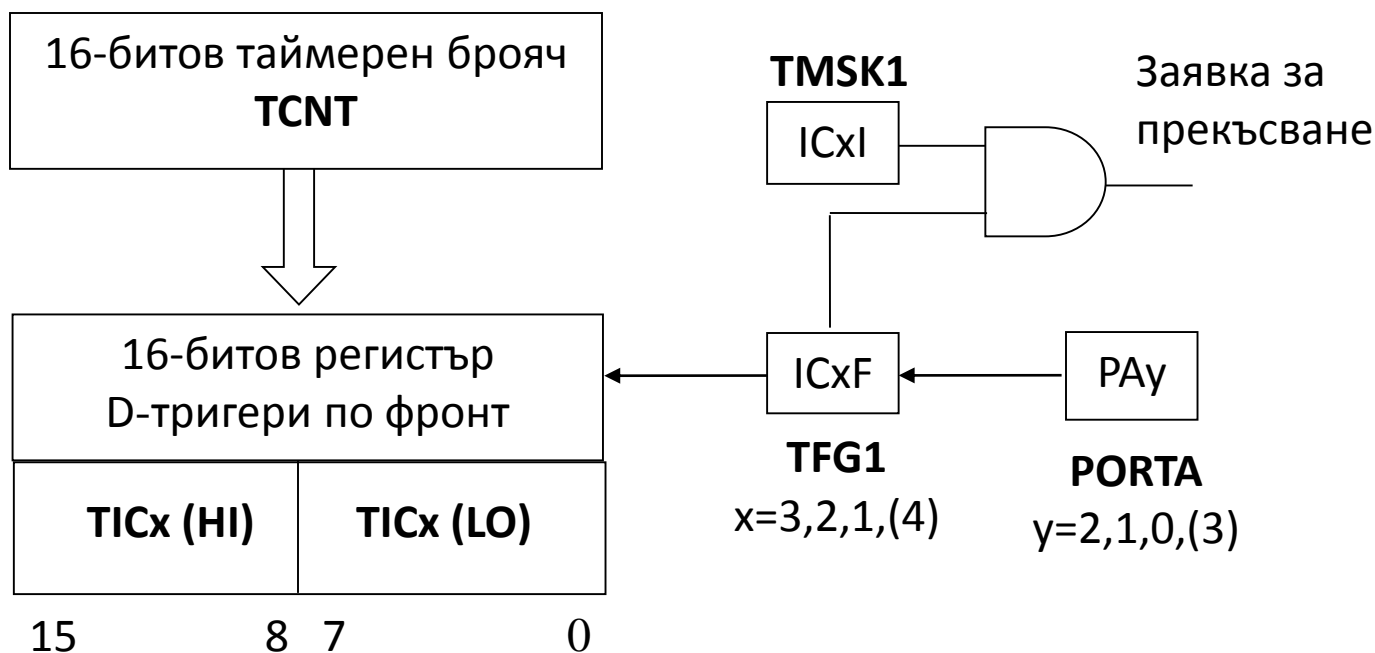 16-битов таймерен брояч
TCNT
TMSK1
ICxI
Заявка за
прекъсване
16-битов регистър
D-тригери по фронт
ICxF
PAy
TFG1
x=3,2,1,(4)
PORTA
y=2,1,0,(3)
TICx (HI)
TICx (LO)
15 8 7 0